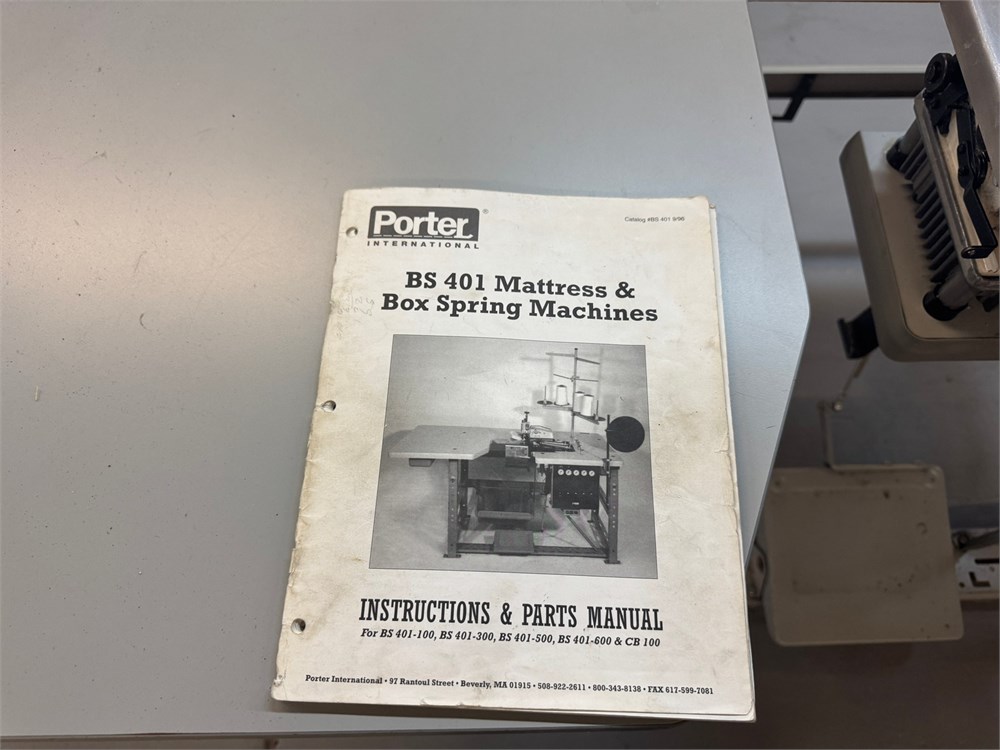 Porter®
INTERNATIONAL
Catalog #BS 401 9/96
BS 401 Mattress &
Box Spring Machines
INSTRUCTIONS & PARTS MANUAL
For BS 401-100, BS 401-300, BS 401-500, BS 401-600 & CB 100
Porter International • 97 Rantoul Street • Beverly, MA 01915 • 508-922-2611 • 800-343-8138 • FAX 617-599-7081